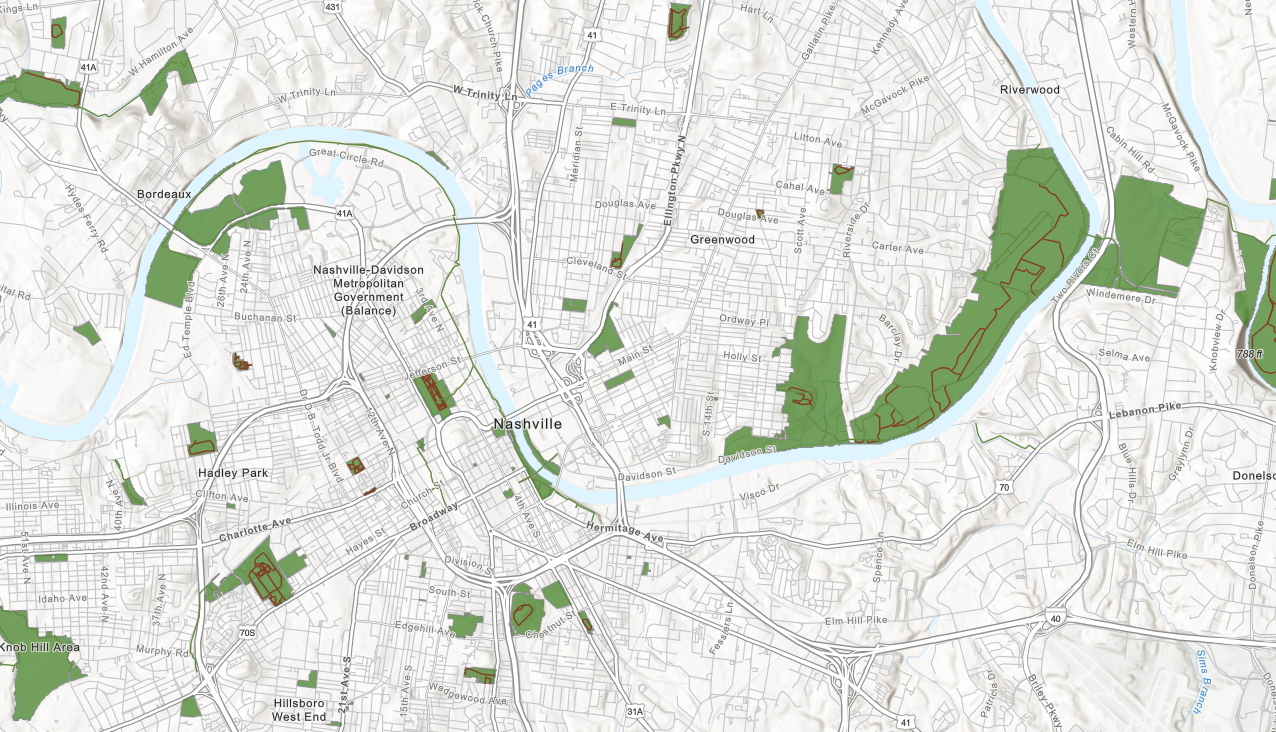 Kings Ln
431
41
Hart Ln
Gallatin Pike
Kennedy Ave
Western
41A
W Hamilton Ave
Pages Branch
W Trinity Ln
W Trinity Ln
E Trinity Ln
McGavock Pike
Riverwood
McGavock Pike
Cabin Hill Rd
Meridian St
Ellington Pkwy N
Litton Ave
Great Circle Rd
Bordeaux
Cahal Ave
Hydes Ferry Rd
41A
Douglas Ave
Douglas Ave
Scott Ave
Riverside Dr
Greenwood
Carter Ave
26th Ave N
24th Ave N
Nashville-Davidson
Metropolitan
Government
(Balance)
Cleveland St
Two Rivers Gr
Windemere Dr
Ed Temple Blvd
3rd Ave N
Buchanan St
41
Ordway Pl
Barclay Dr
Knobview Dr
Main St
Holly St
Selma Ave
788 ft
Jefferson St
Dr D.B. Todd Jr Blvd
12th Ave N
S 14th St
Lebanon Pike
Nashville
Davidson St
Blue Hills Dr
Graylynn Dr
Hadley Park
Davidson St
Visco Dr
70
40th Ave N
Clifton Ave
Church St
Illinois Ave
Charlotte Ave
Broadway
4th Ave S
Hermitage Ave
Hayes St
Spence Ln
Elm Hill Pike
Donelson Pike
51st Ave N
42nd Ave N
Division St
Idaho Ave
37th Ave N
South St
Fesslers Ln
Elm Hill Pike
40
70S
Edgehill Ave
Chestnut St
Knob Hill Area
Murphy Rd
21st Ave S
15th Ave S
Wedgewood Ave
Hillsboro
West End
31A
41
Patricia Dr
Briley Pkwy
Sims Branch